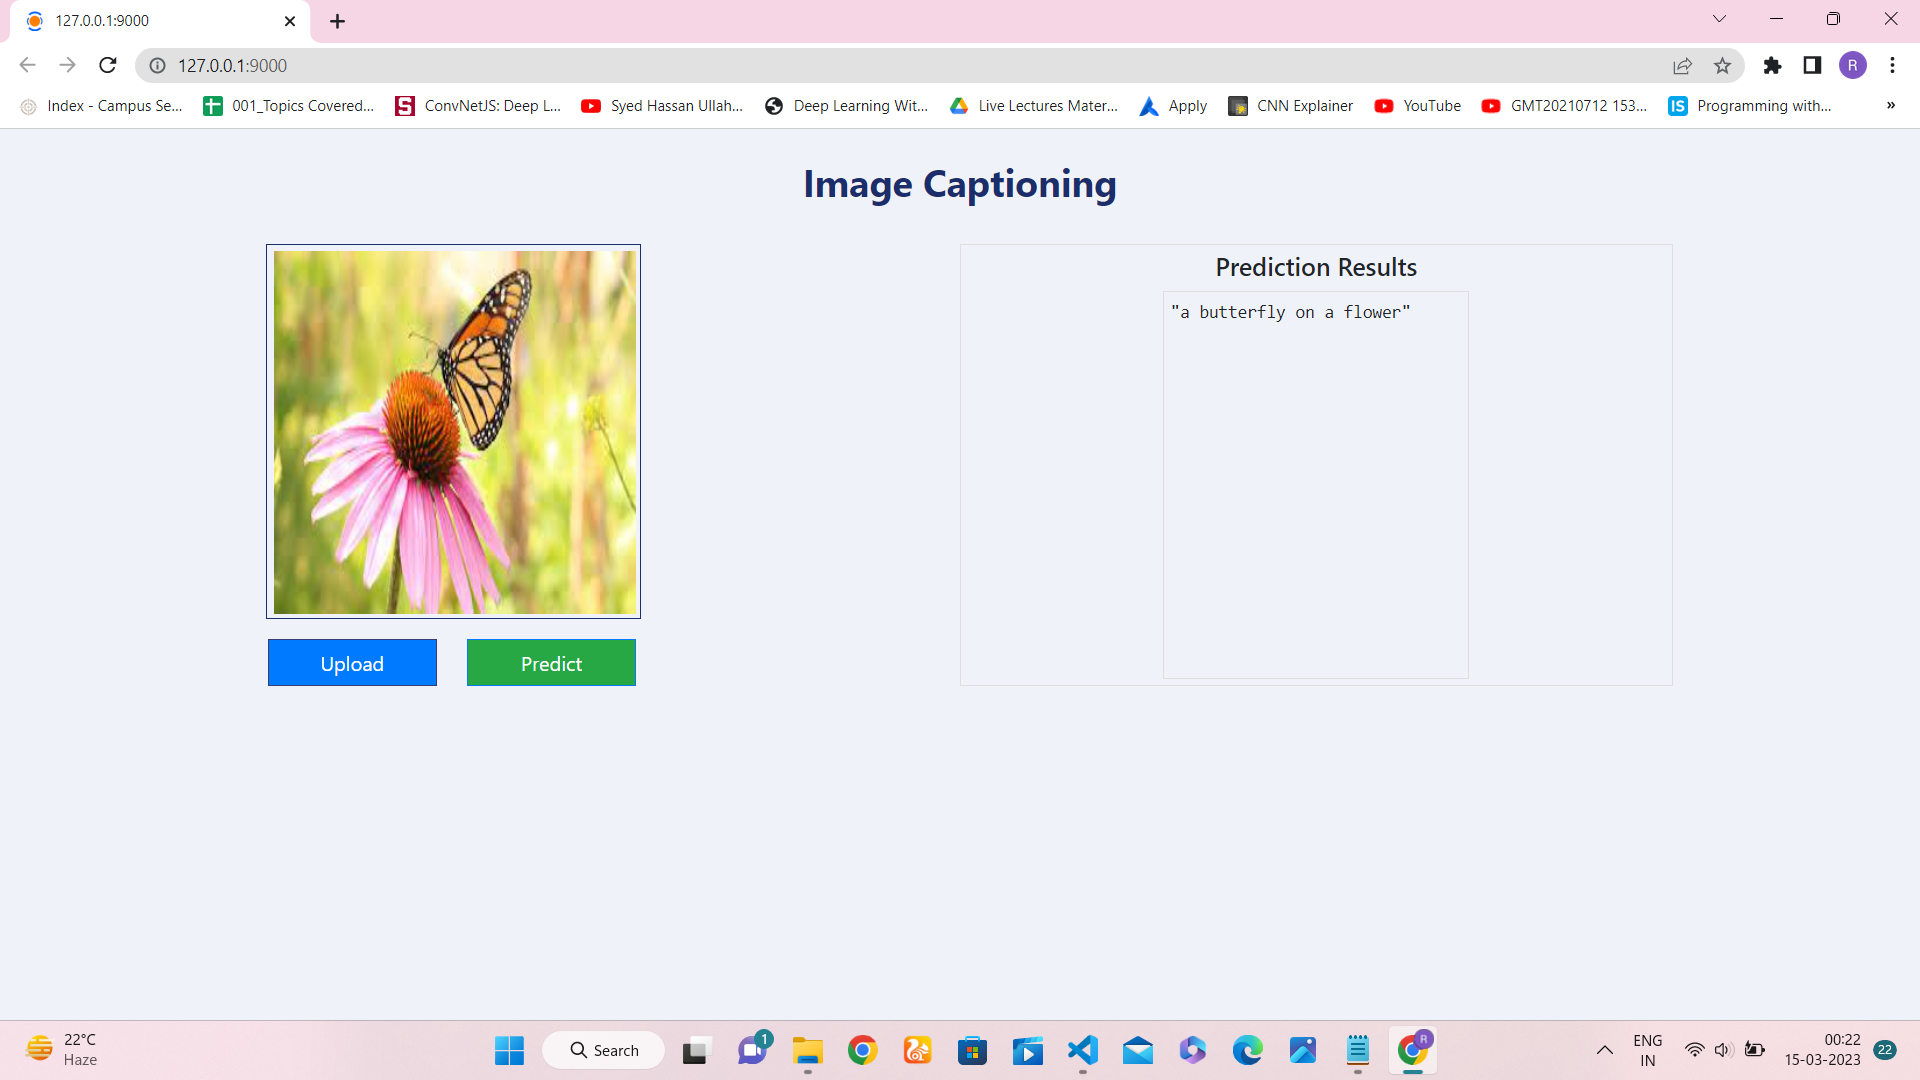 127.0.0.1:9000
127.0.0.1:9000
R
Index - Campus Se...
001_Topics Covered...
ConvNetJS: Deep L...
Syed Hassan Ullah...
Deep Learning Wit...
Live Lectures Mater...
Apply
CNN Explainer
YouTube
GMT20210712 153...
IS
Programming with...
»
Image Captioning
Prediction Results
"a butterfly on a flower"
Upload
Predict
22°C
Haze
Search
1
R
ENG
IN
00:22
15-03-2023
22